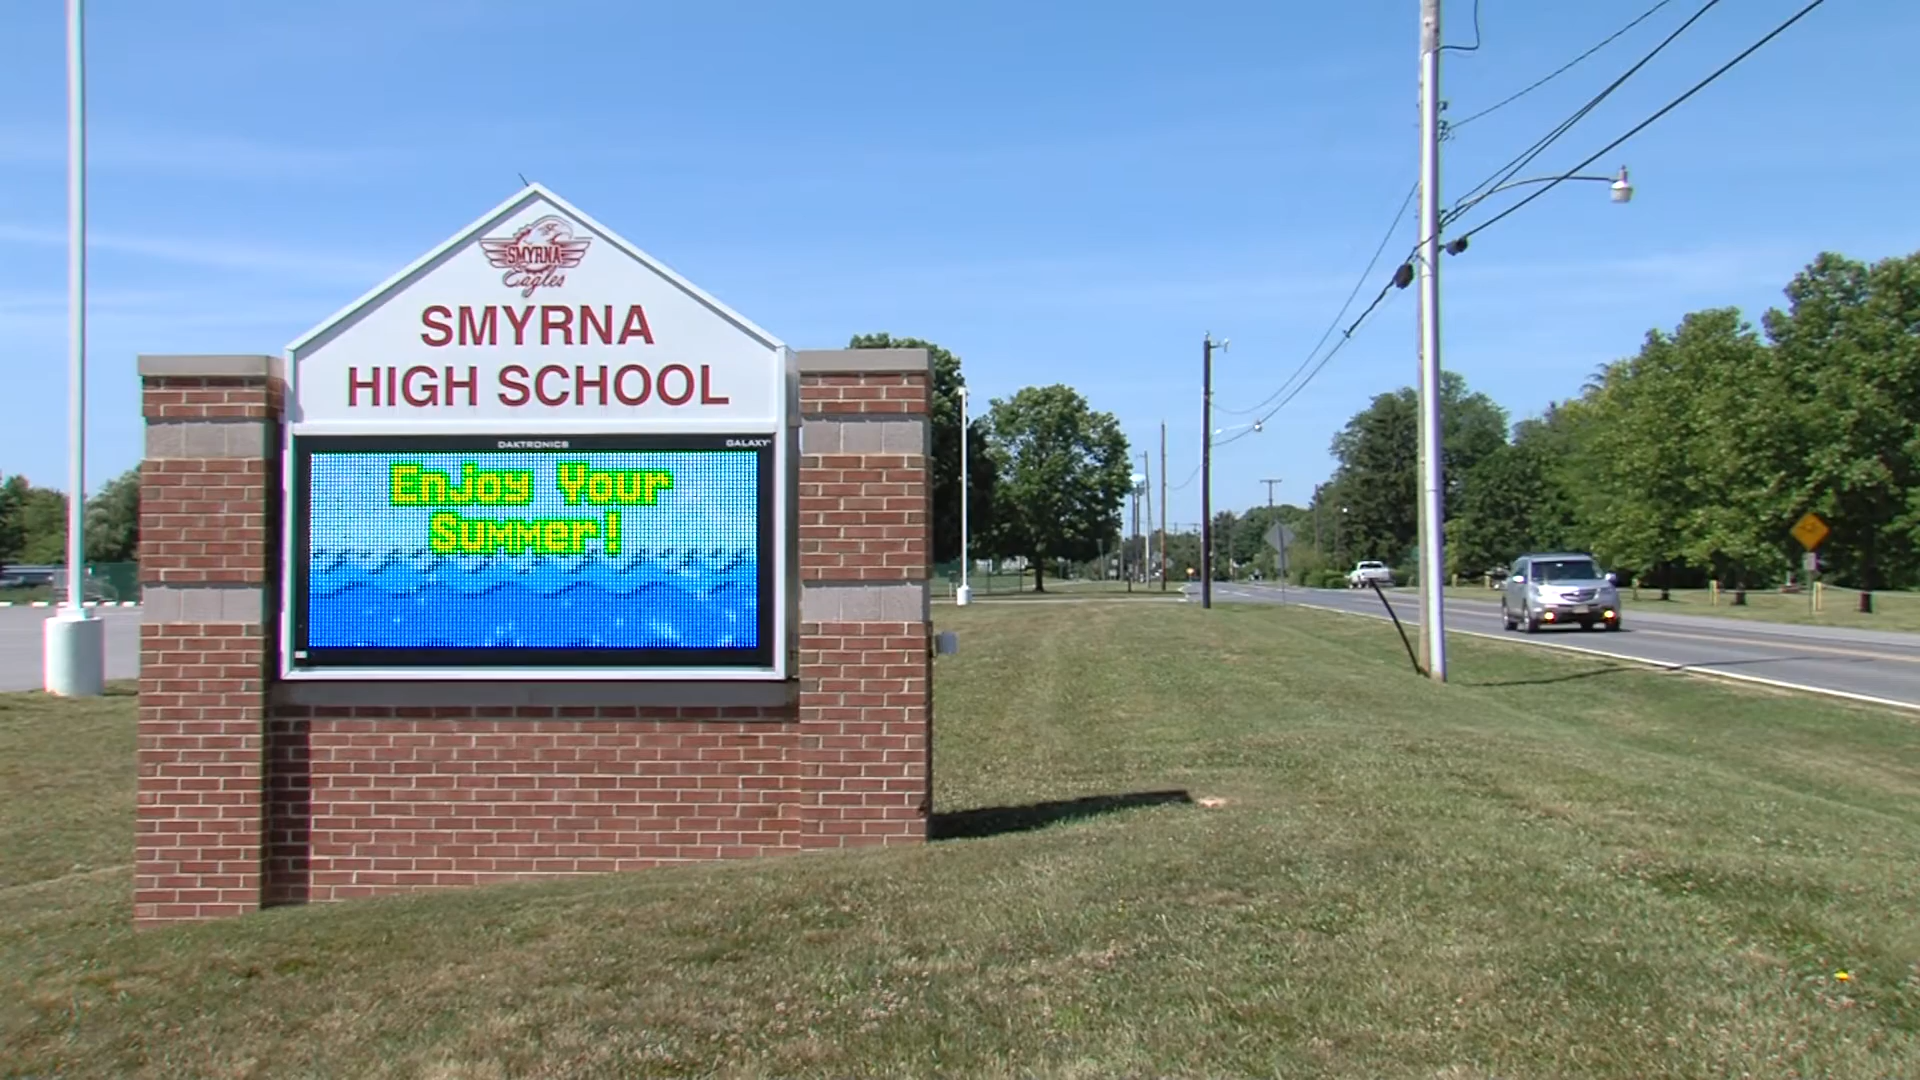 SMYRNA
Eagles
SMYRNA
HIGH SCHOOL
DAKTRONICS GALAXY
Enjoy Your
Summer!